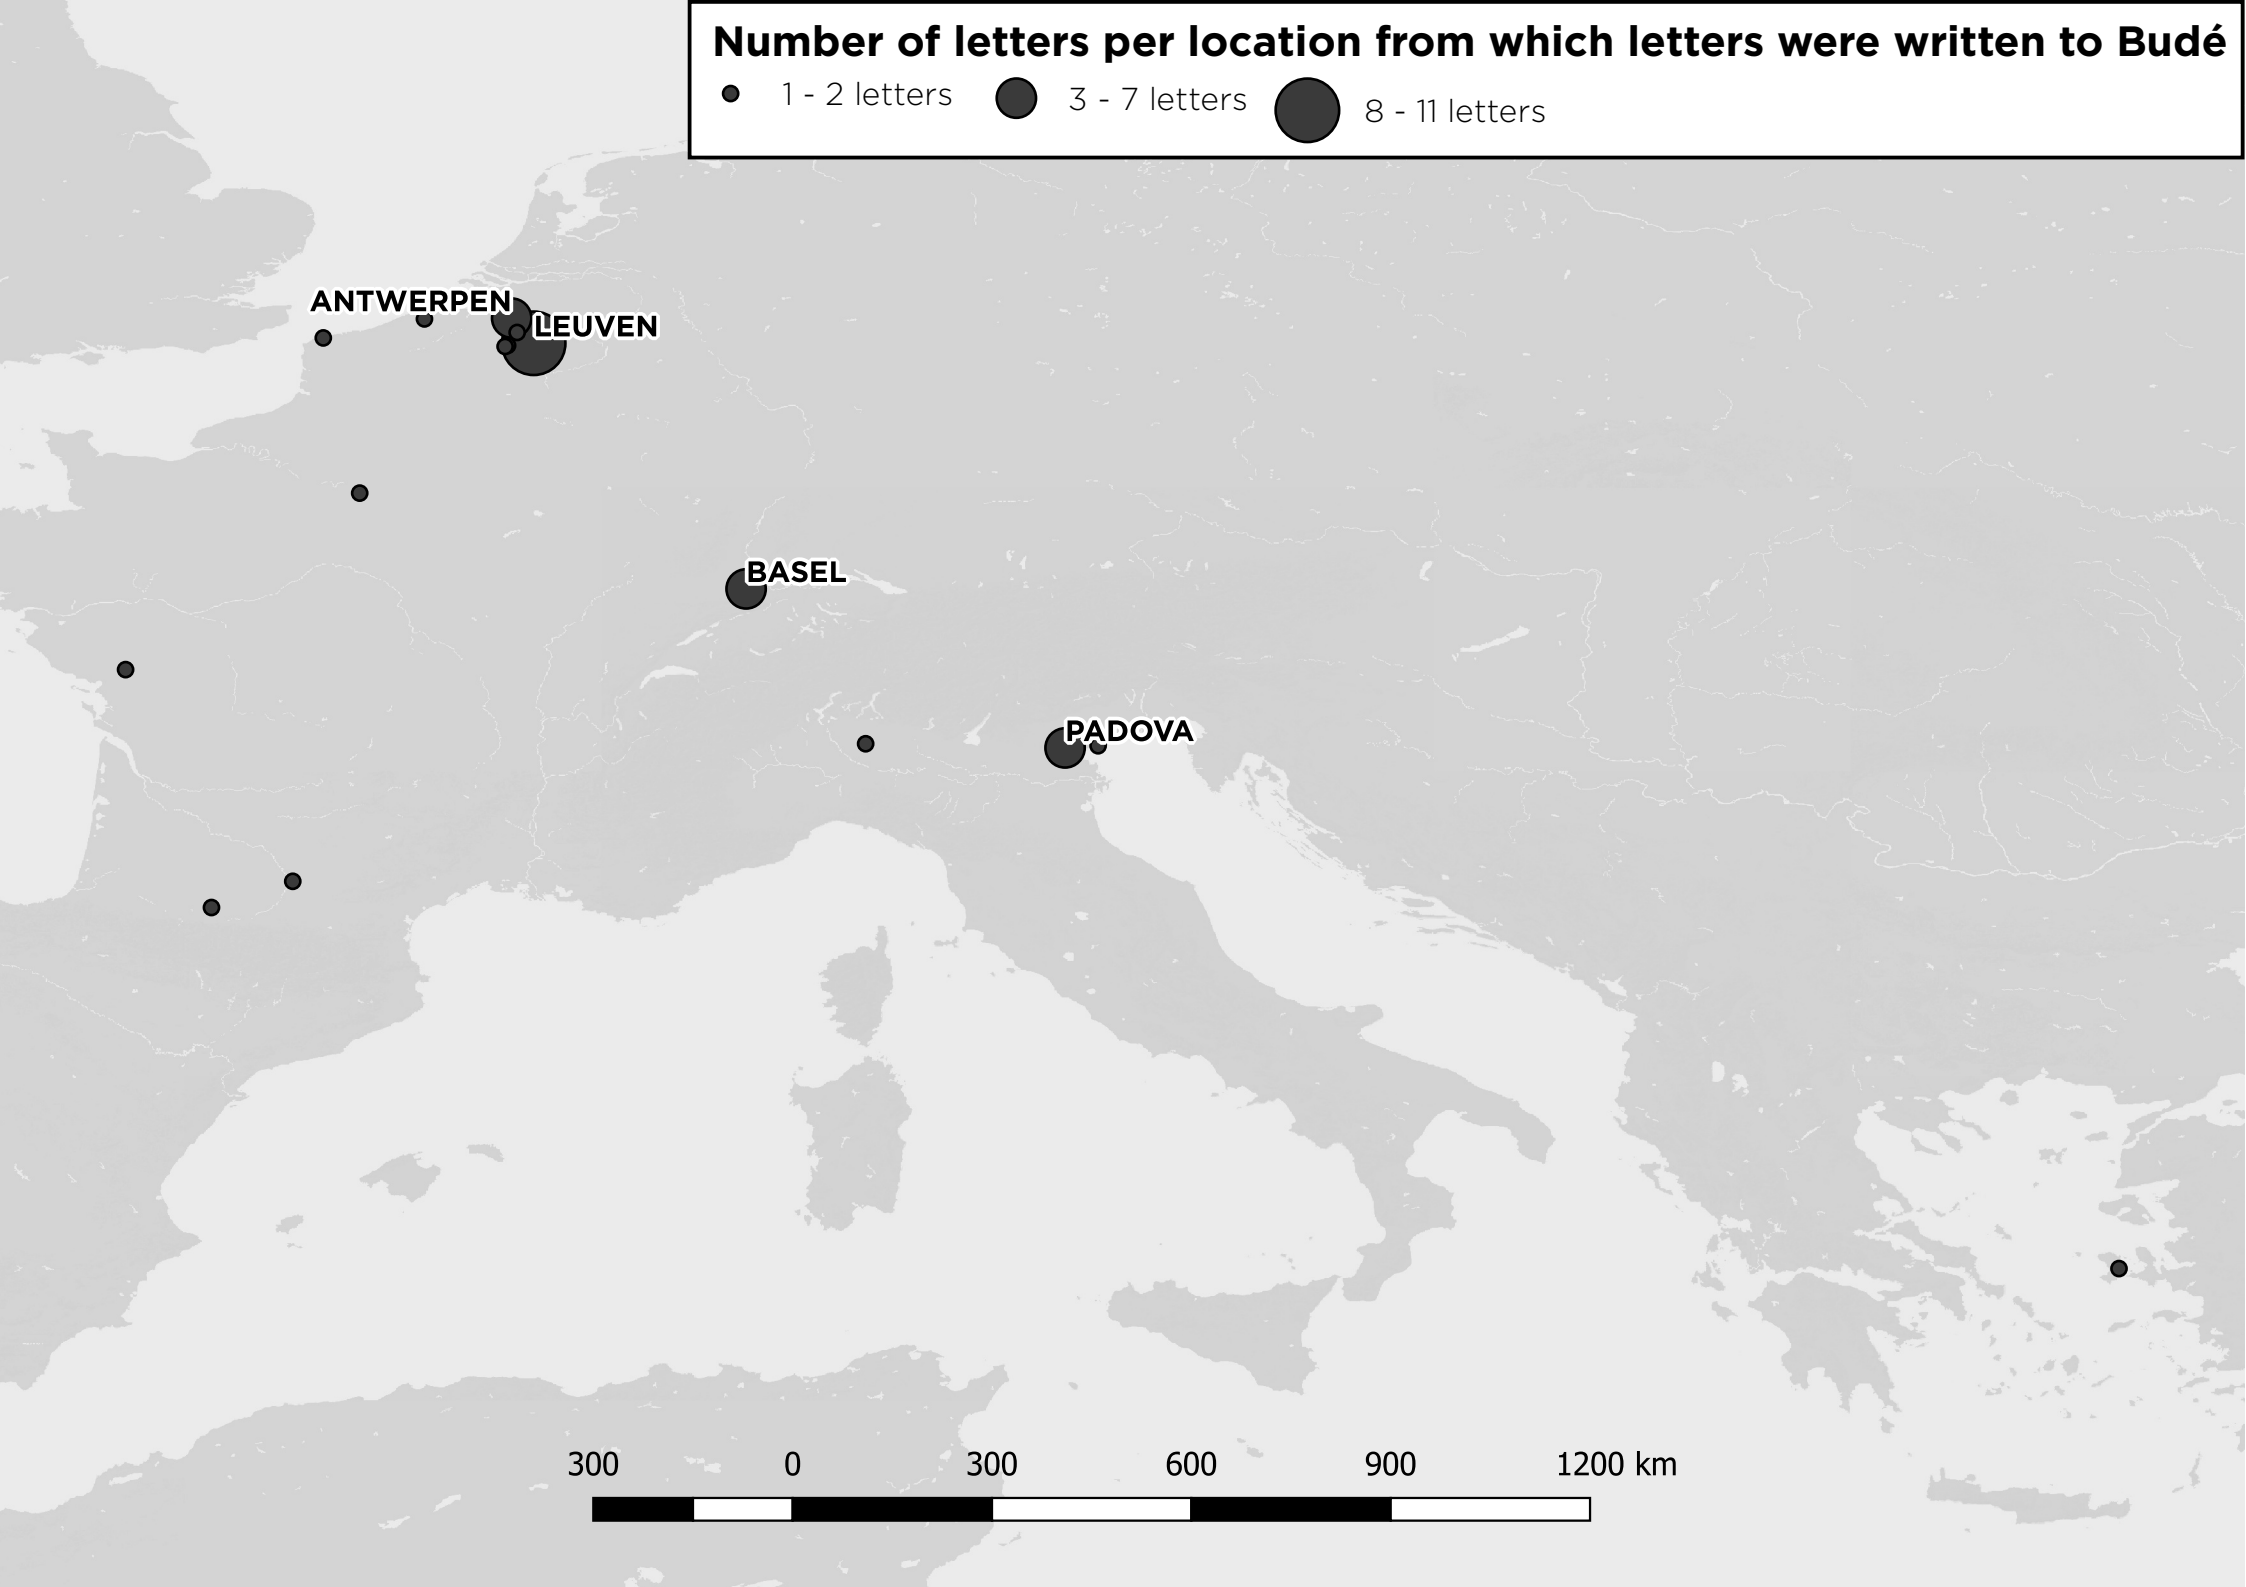 Number of letters per location from which letters were written to Budé
1 - 2 letters 3 - 7 letters 8 - 11 letters
ANTWERPEN
LEUVEN
BASEL
PADOVA
300 0 300 600 900 1200 km